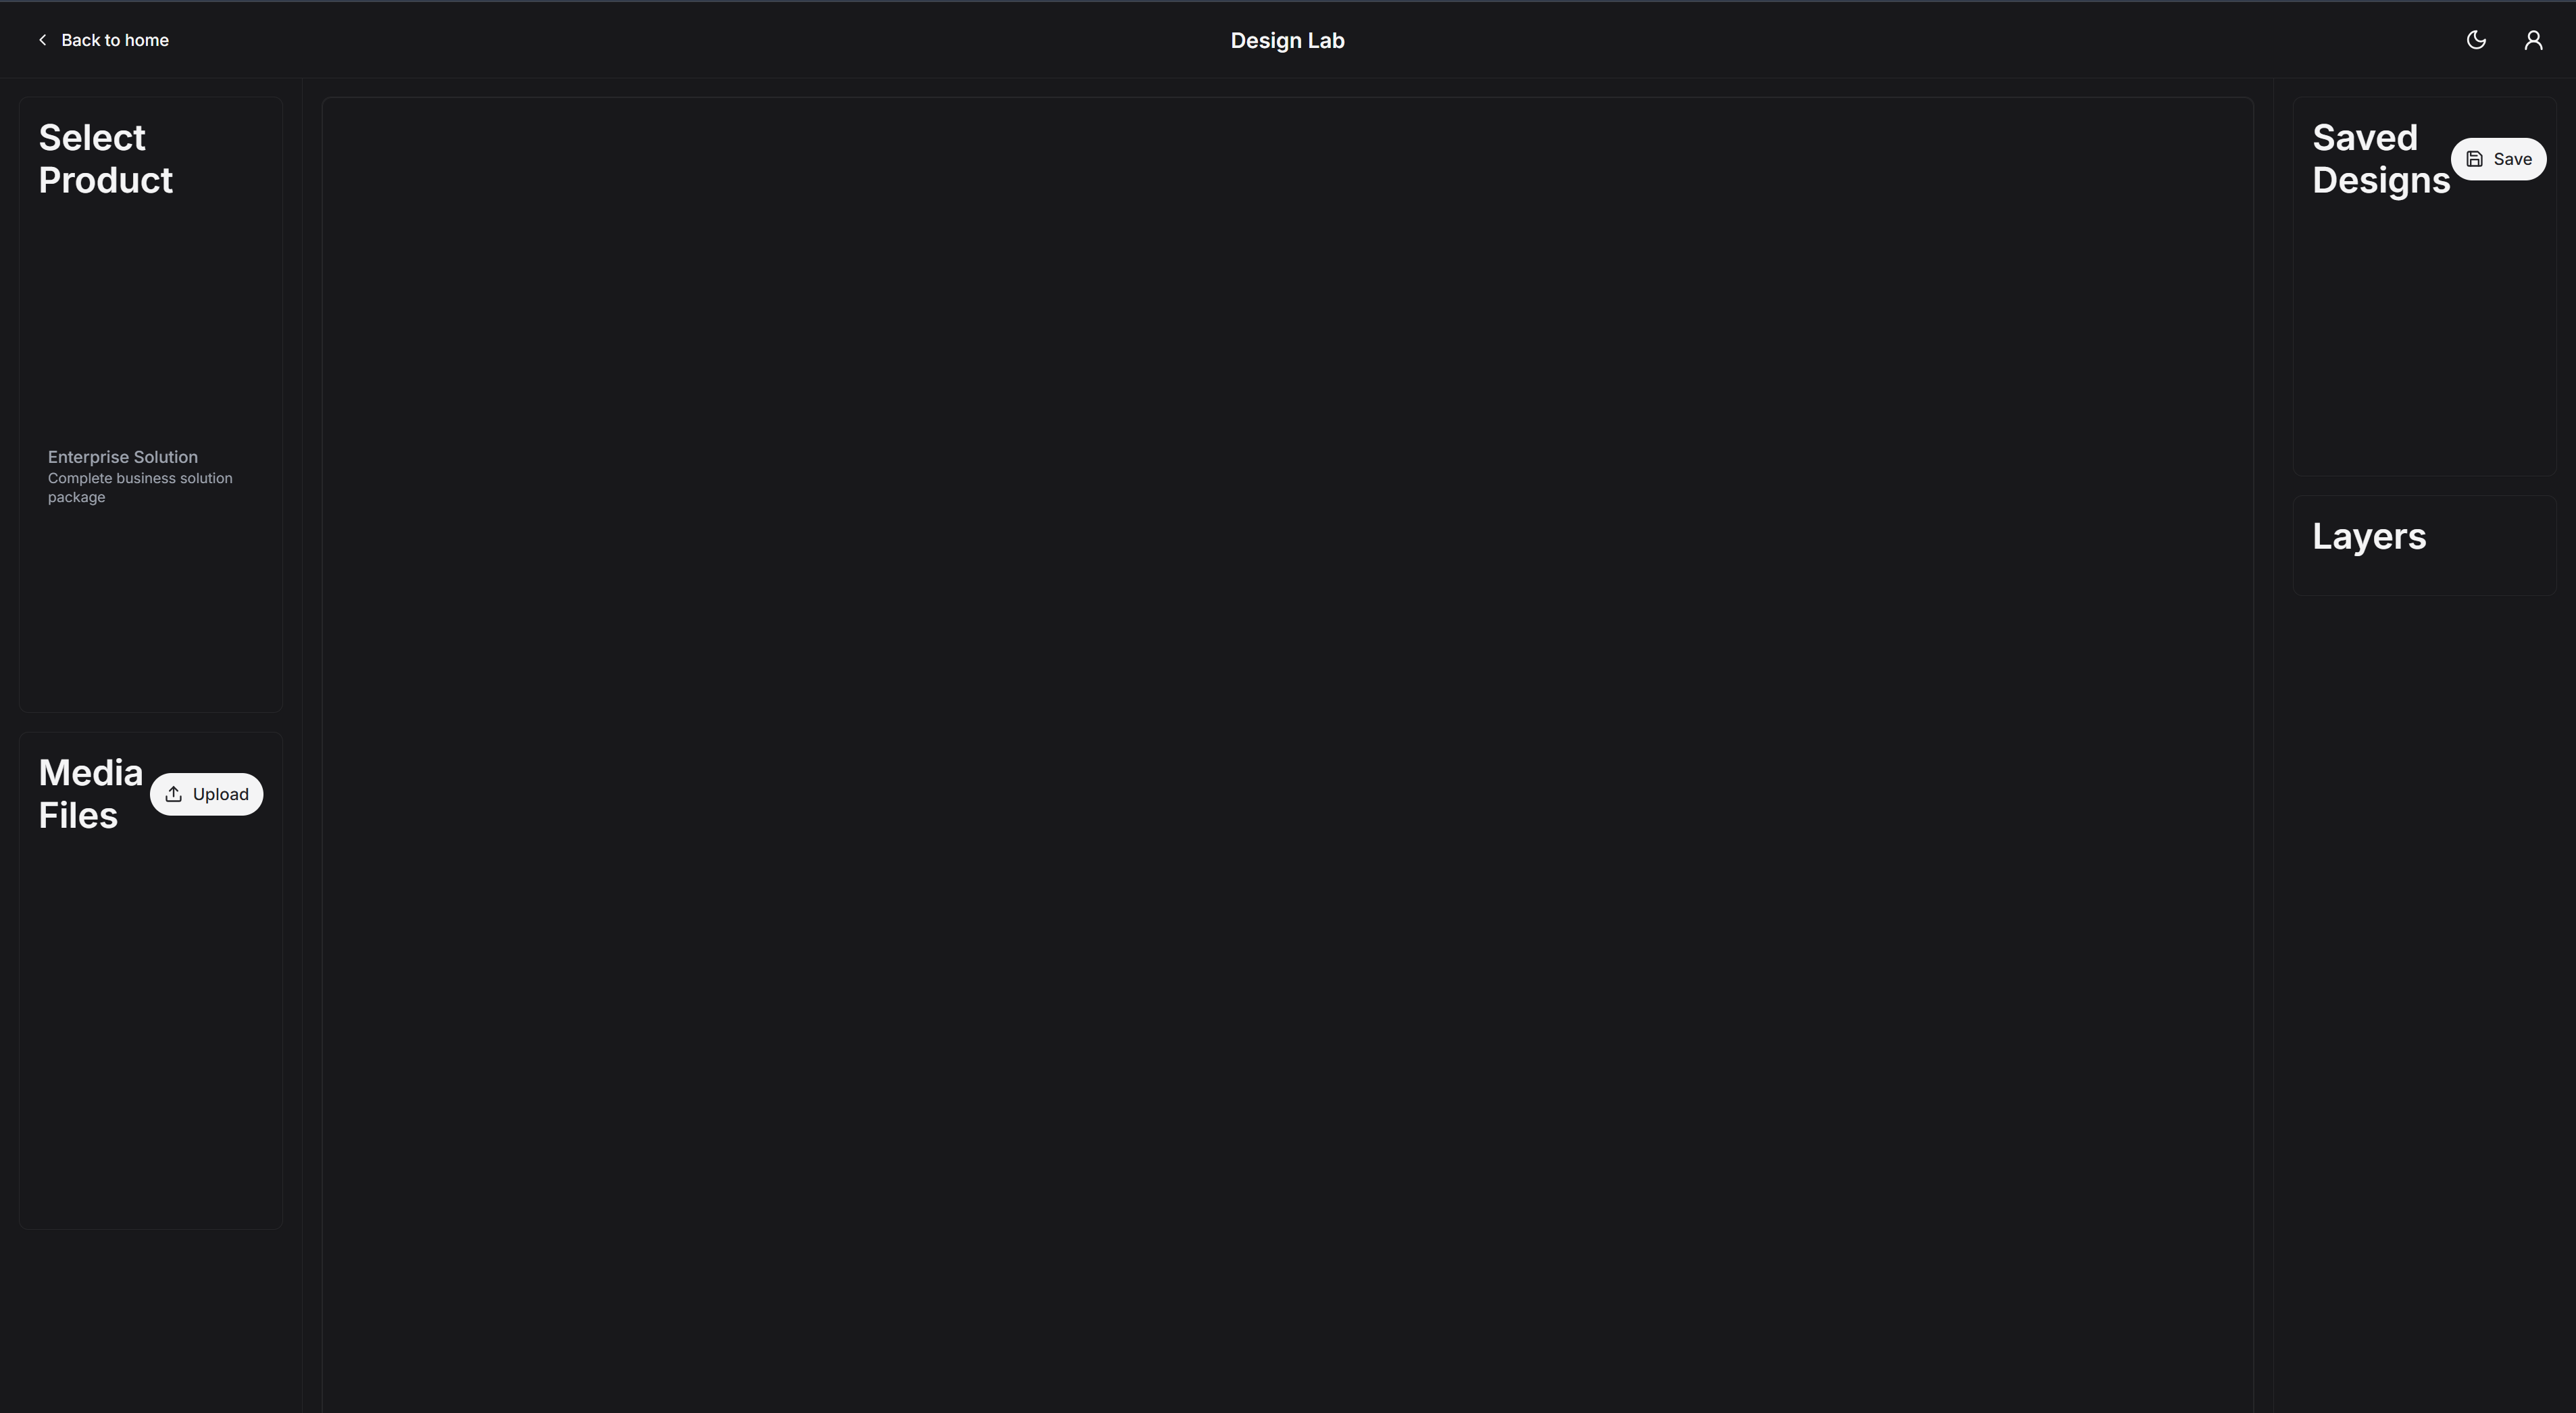 Back to home
Design Lab
Select
Product
Enterprise Solution
Complete business solution
package
Media
Files
Upload
Saved
Designs
Save
Layers